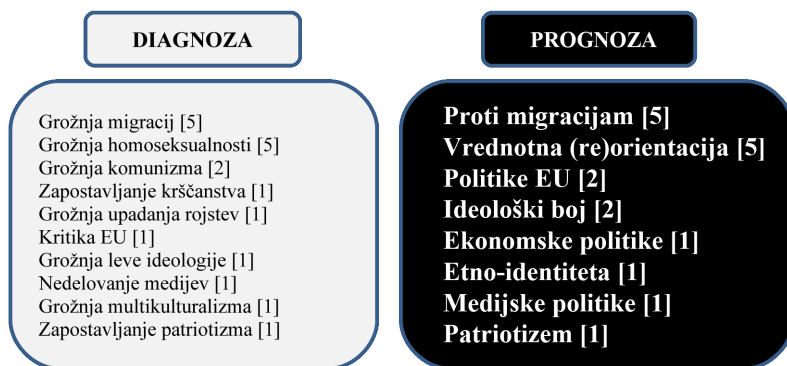 DIAGNOZA
Grožnja migracij [5]
Grožnja homoseksualnosti [5]
Grožnja komunizma [2]
Zapostavljanje krščanstva [1]
Grožnja upadanja rojstev [1]
Kritika EU [1]
Grožnja leve ideologije [1]
Nedelovanje medijev [1]
Grožnja multikulturalizma [1]
Zapostavljanje patriotizma [1]
PROGNOZA
Proti migracijam [5]
Vrednotna (re)orientacija [5]
Politike EU [2]
Ideološki boj [2]
Ekonomske politike [1]
Etno-identiteta [1]
Medijske politike [1]
Patriotizem [1]